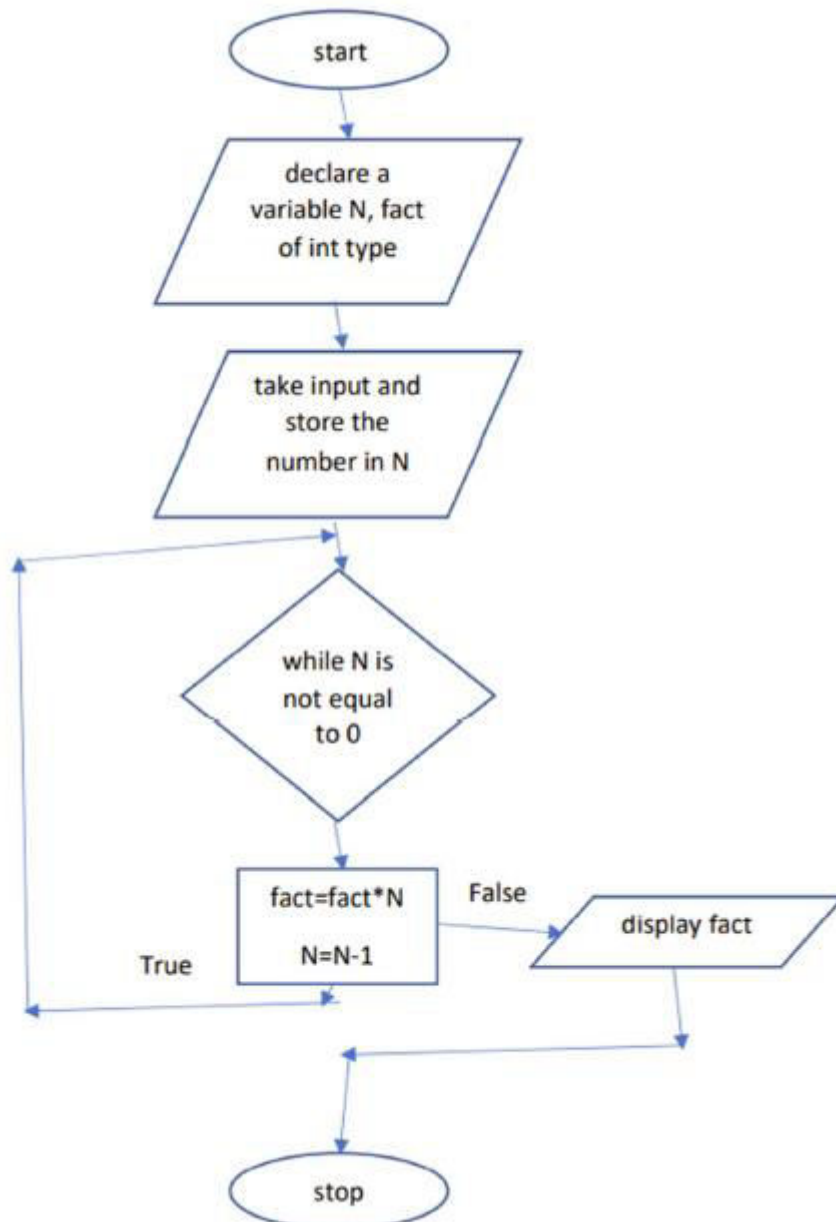 start
declare a
variable N, fact
of int type
take input and
store the
number in N
while N is
not equal
to 0
fact=fact*N
N=N-1
False
display fact
True
stop